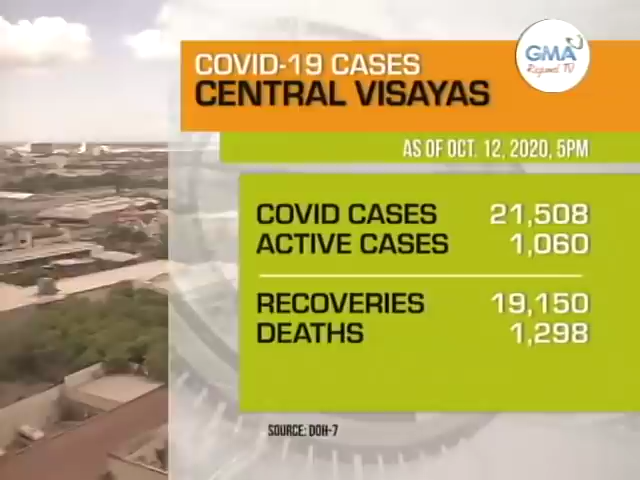 COVID-19 CASES
CENTRAL VISAYAS
GMA
Regional TV
AS OF OCT. 12, 2020, 5PM
COVID CASES 21,508
ACTIVE CASES 1,060
RECOVERIES 19,150
DEATHS 1,298
SOURCE: DOH-7